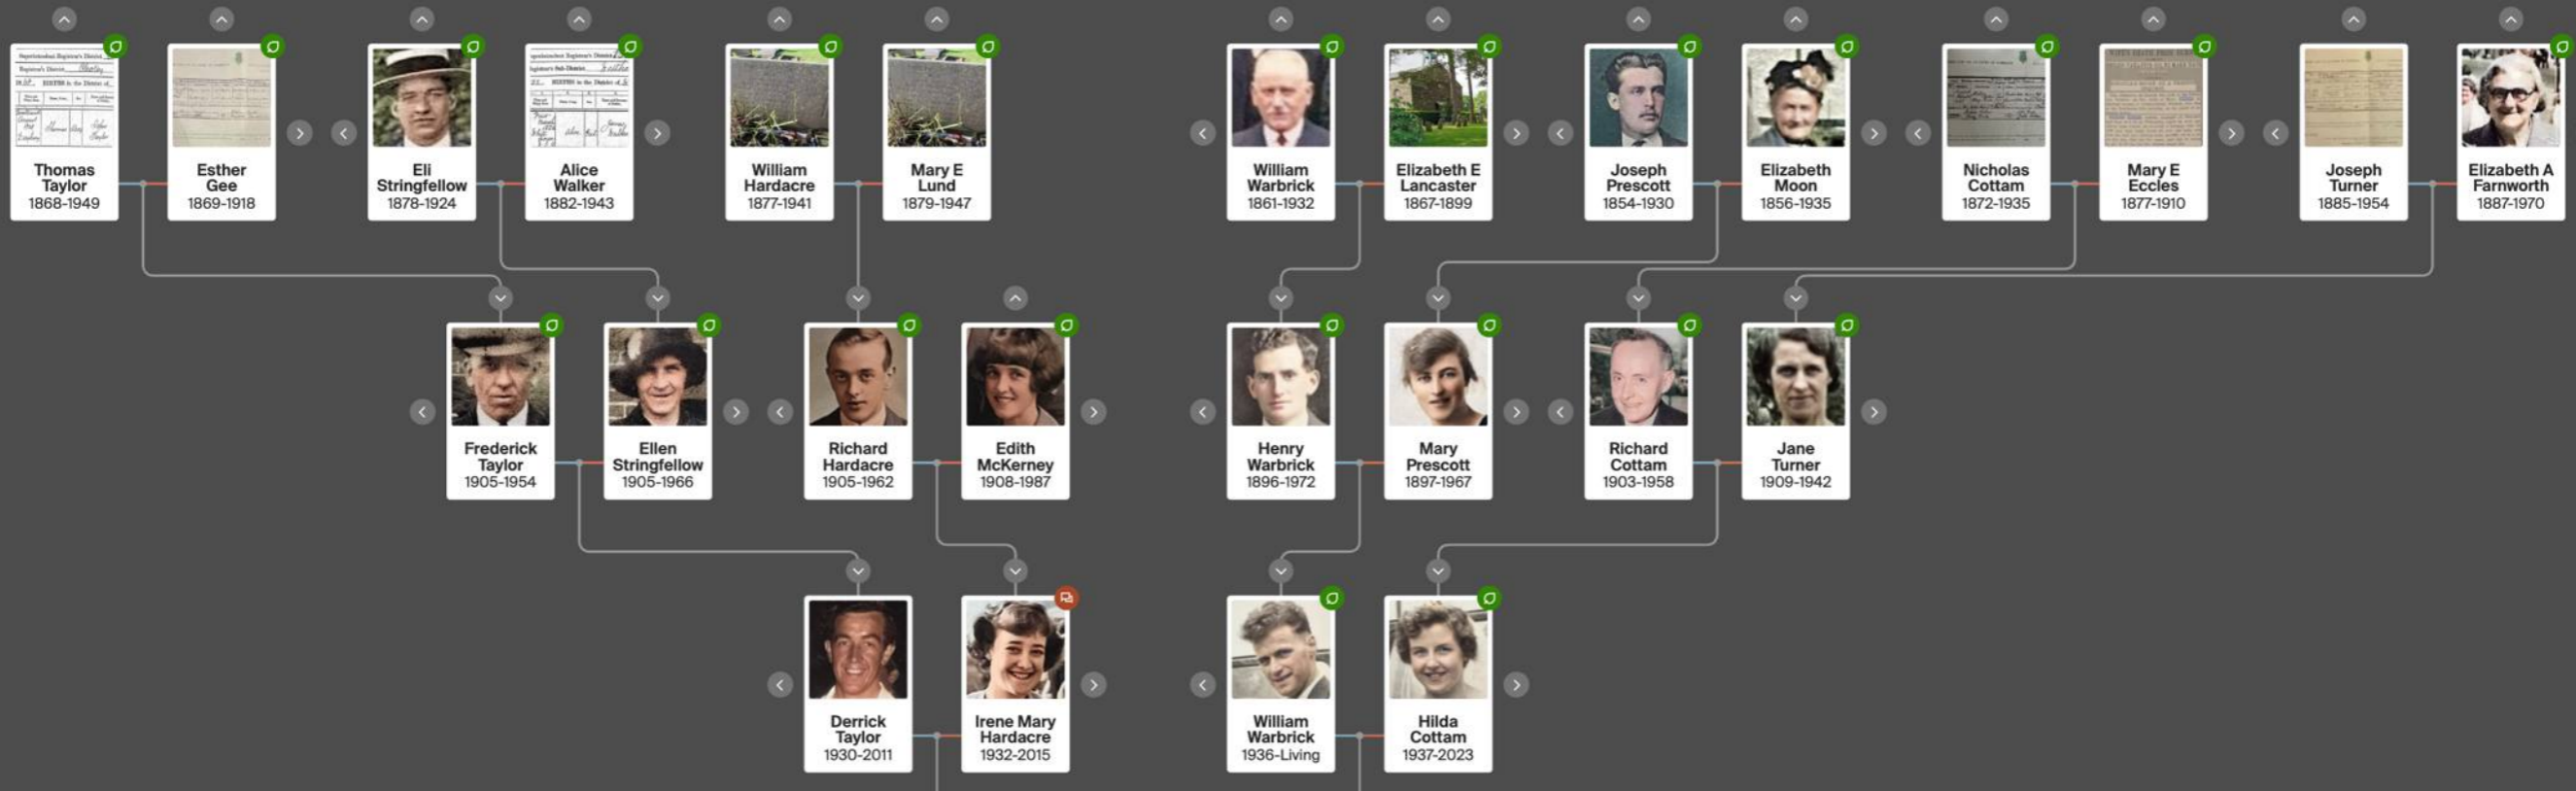 Thomas
Taylor
1868-1949
Esther
Gee
1869-1918
Eli
Stringfellow
1878-1924
Alice
Walker
1882-1943
William
Hardacre
1877-1941
Mary E
Lund
1879-1947
William
Warbrick
1861-1932
Elizabeth E
Lancaster
1867-1899
Joseph
Prescott
1854-1930
Elizabeth
Moon
1856-1935
Nicholas
Cottam
1872-1935
Mary E
Eccles
1877-1910
Joseph
Turner
1885-1954
Elizabeth A
Farnworth
1887-1970
Frederick
Taylor
1905-1954
Ellen
Stringfellow
1905-1966
Richard
Hardacre
1905-1962
Edith
McKerney
1908-1987
Henry
Warbrick
1896-1972
Mary
Prescott
1897-1967
Richard
Cottam
1903-1958
Jane
Turner
1909-1942
Derrick
Taylor
1930-2011
Irene Mary
Hardacre
1932-2015
William
Warbrick
1936-Living
Hilda
Cottam
1937-2023